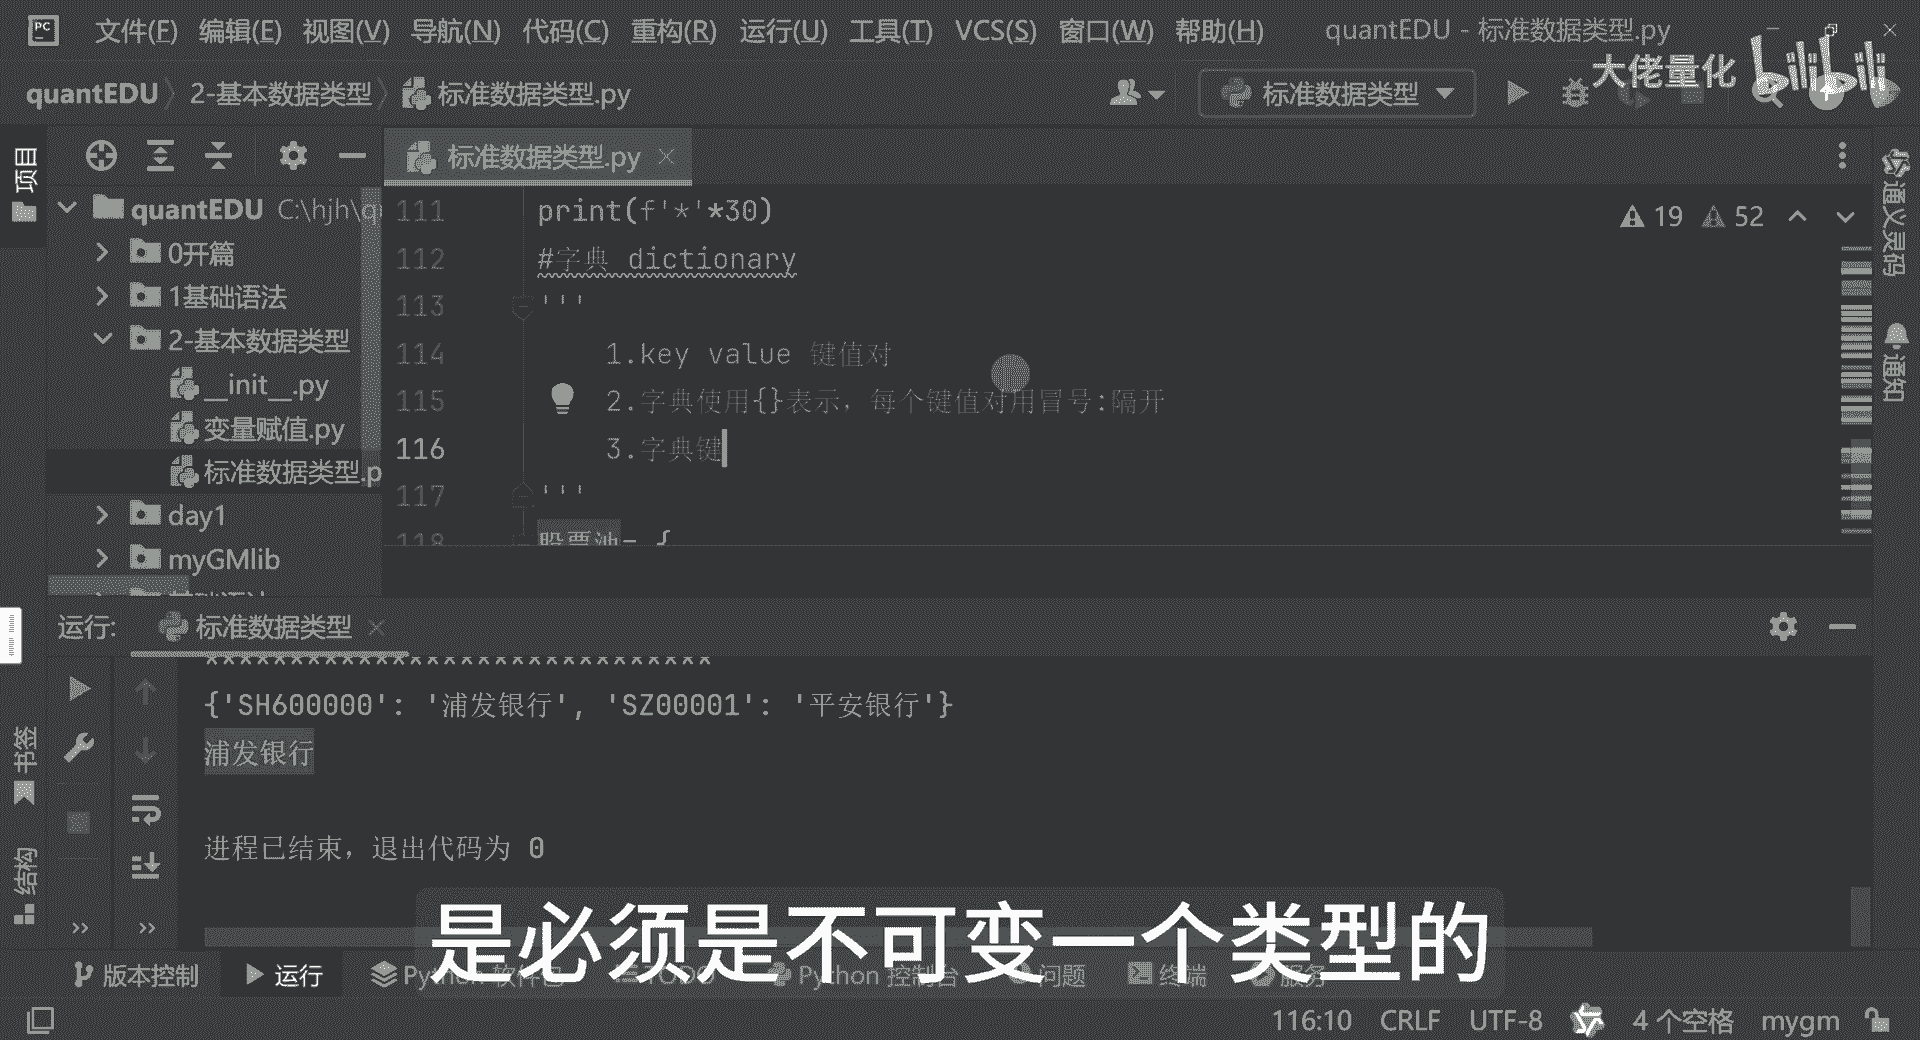 文件(F) 编辑(E) 视图(V) 导航(N) 代码(C) 重构(R) 运行(U) 工具(T) VCS(S) 窗口(W) 帮助(H) quantEDU - 标准数据类型.py
大佬量化 bilibili
quantEDU 2-基本数据类型 标准数据类型.py 标准数据类型
项目
标准数据类型.py
quantEDU C:\hjh\q
0开篇
1基础语法
2-基本数据类型
__init__.py
变量赋值.py
标准数据类型.p
day1
myGMlib
111 print(f'*'*30)
112 #字典 dictionary
113 '''
114 1.key value 键值对
115 2.字典使用{}表示，每个键值对用冒号:隔开
116 3.字典键
117 '''
118 股票池= {
19 52
通义灵码
通知
运行: 标准数据类型
{'SH600000': '浦发银行', 'SZ00001': '平安银行'}
浦发银行
进程已结束，退出代码为 0
书签
结构
是必须是不可变一个类型的
版本控制 运行 Python 软件包 TODO Python 控制台 问题 终端 服务
116:10 CRLF UTF-8 4 个空格 mygm